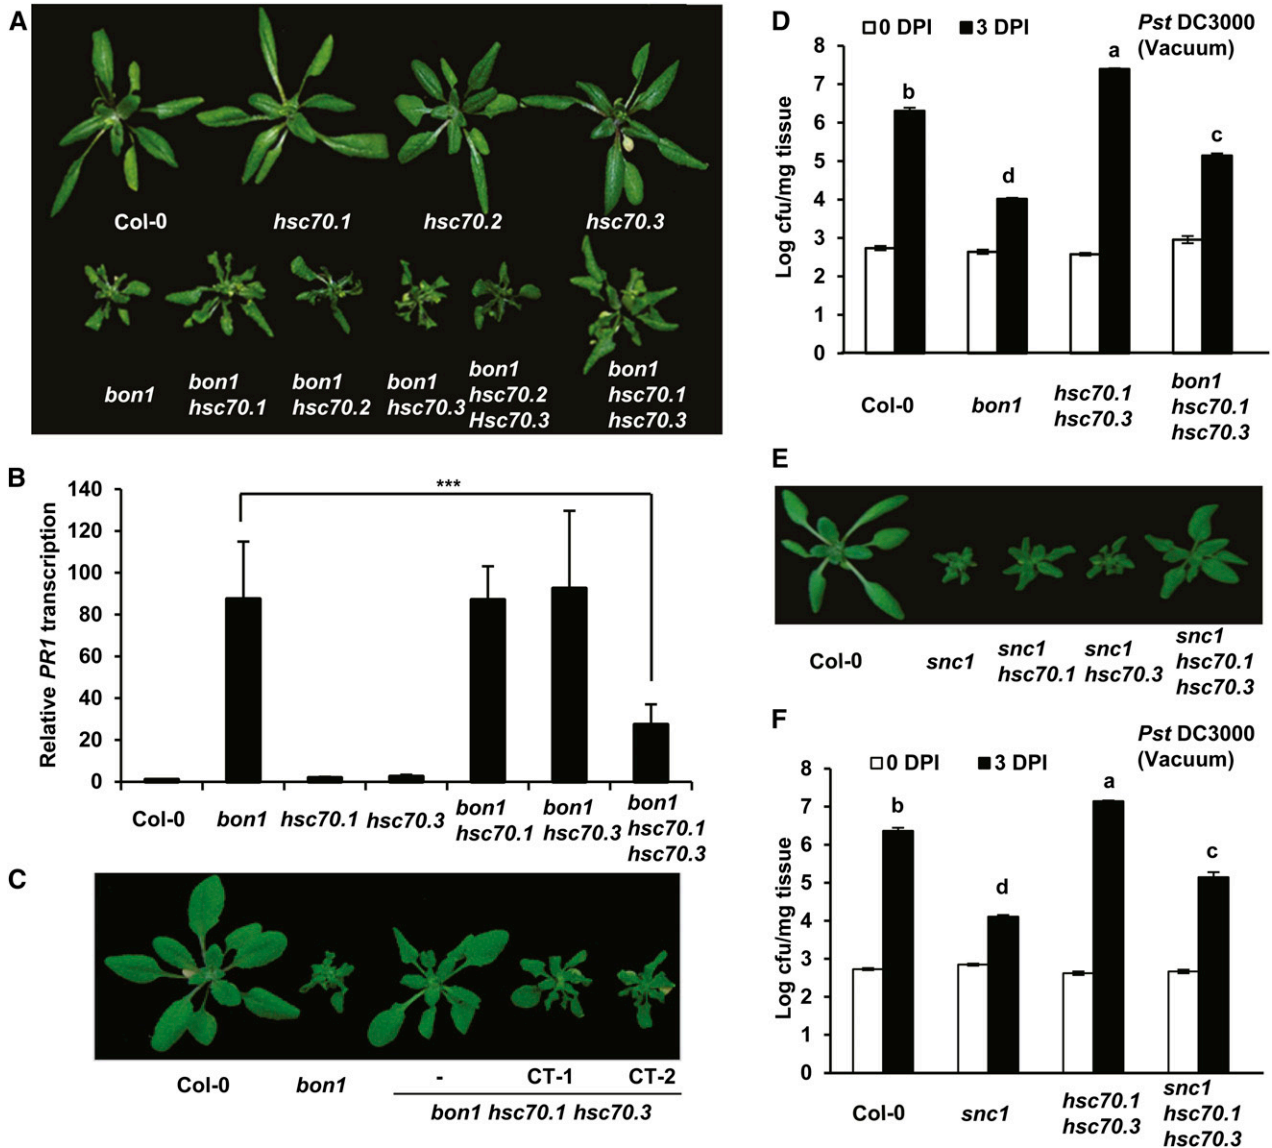 A
Col-0 hsc70.1 hsc70.2 hsc70.3
bon1 bon1 bon1 bon1 bon1 bon1
hsc70.1 hsc70.2 hsc70.3 hsc70.2 hsc70.1
Hsc70.3 hsc70.3
B
Relative PR1 transcription
140
120
100
80
60
40
20
0
***
Col-0 bon1 hsc70.1 hsc70.3 bon1 bon1 bon1
hsc70.1 hsc70.3 hsc70.1
hsc70.3
C
Col-0 bon1 - CT-1 CT-2
bon1 hsc70.1 hsc70.3
D
0 DPI 3 DPI
Pst DC3000
(Vacuum)
Log cfu/mg tissue
8
7
6
5
4
3
2
1
0
b d a c
Col-0 bon1 hsc70.1 bon1
hsc70.3 hsc70.1
hsc70.3
E
Col-0 snc1 snc1 snc1 snc1
hsc70.1 hsc70.3 hsc70.1
hsc70.3
F
0 DPI 3 DPI
Pst DC3000
(Vacuum)
Log cfu/mg tissue
8
7
6
5
4
3
2
1
0
b d a c
Col-0 snc1 hsc70.1 snc1
hsc70.3 hsc70.1
hsc70.3